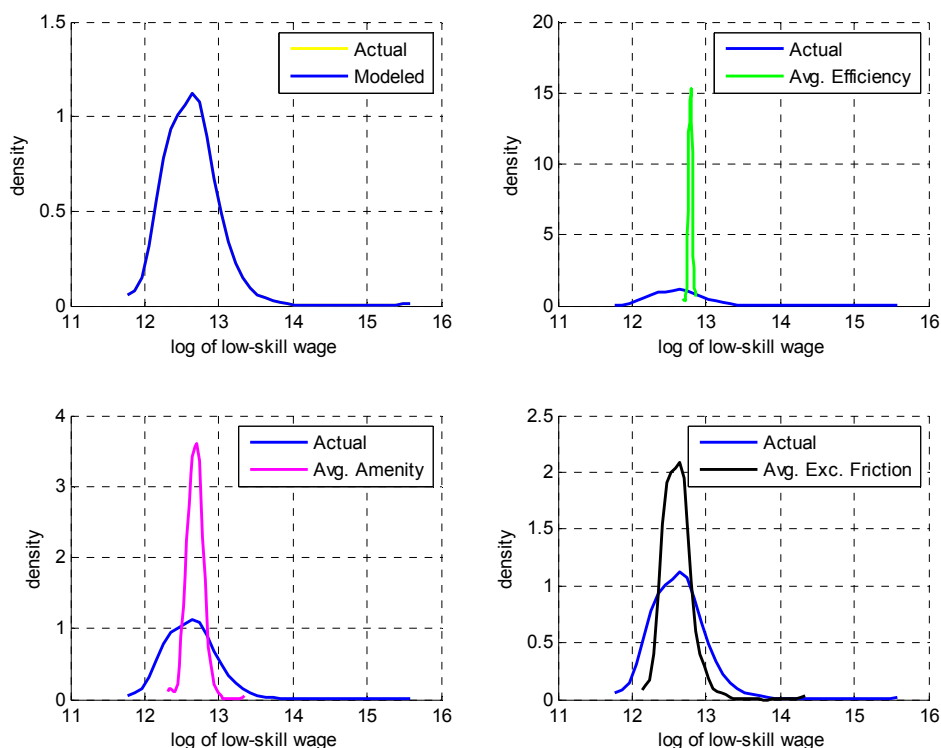 1.5
Actual
Modeled
1
0.5
0
density
11 12 13 14 15 16
log of low-skill wage
20
Actual
Avg. Efficiency
15
10
5
0
density
11 12 13 14 15 16
log of low-skill wage
4
Actual
Avg. Amenity
3
2
1
0
density
11 12 13 14 15 16
log of low-skill wage
2.5
Actual
Avg. Exc. Friction
2
1.5
1
0.5
0
density
11 12 13 14 15 16
log of low-skill wage